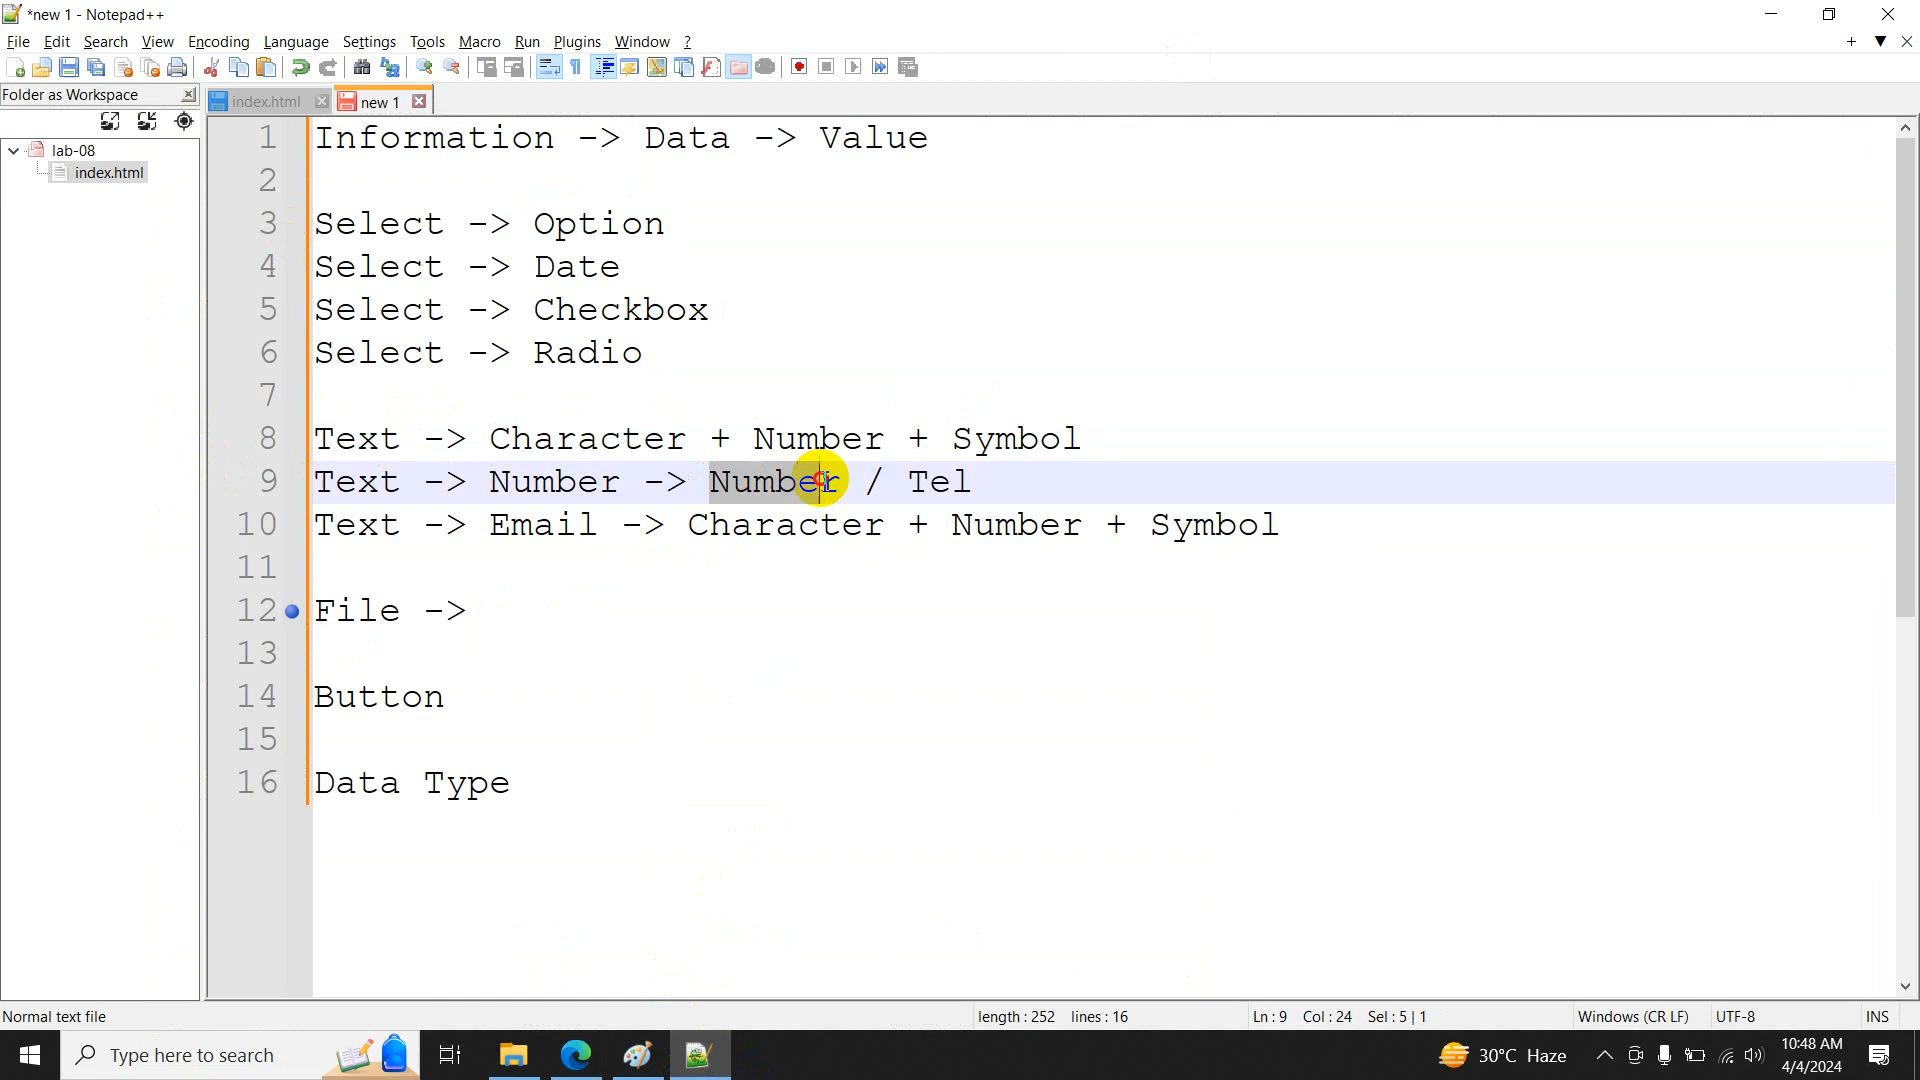 *new 1 - Notepad++
File Edit Search View Encoding Language Settings Tools Macro Run Plugins Window ?
Folder as Workspace
index.html
new 1
lab-08
index.html
1 Information -> Data -> Value
2
3 Select -> Option
4 Select -> Date
5 Select -> Checkbox
6 Select -> Radio
7
8 Text -> Character + Number + Symbol
9 Text -> Number -> Number / Tel
10 Text -> Email -> Character + Number + Symbol
11
12 File ->
13
14 Button
15
16 Data Type
Normal text file length : 252 lines : 16 Ln : 9 Col : 24 Sel : 5 | 1 Windows (CR LF) UTF-8 INS
Type here to search
30°C Haze
10:48 AM
4/4/2024